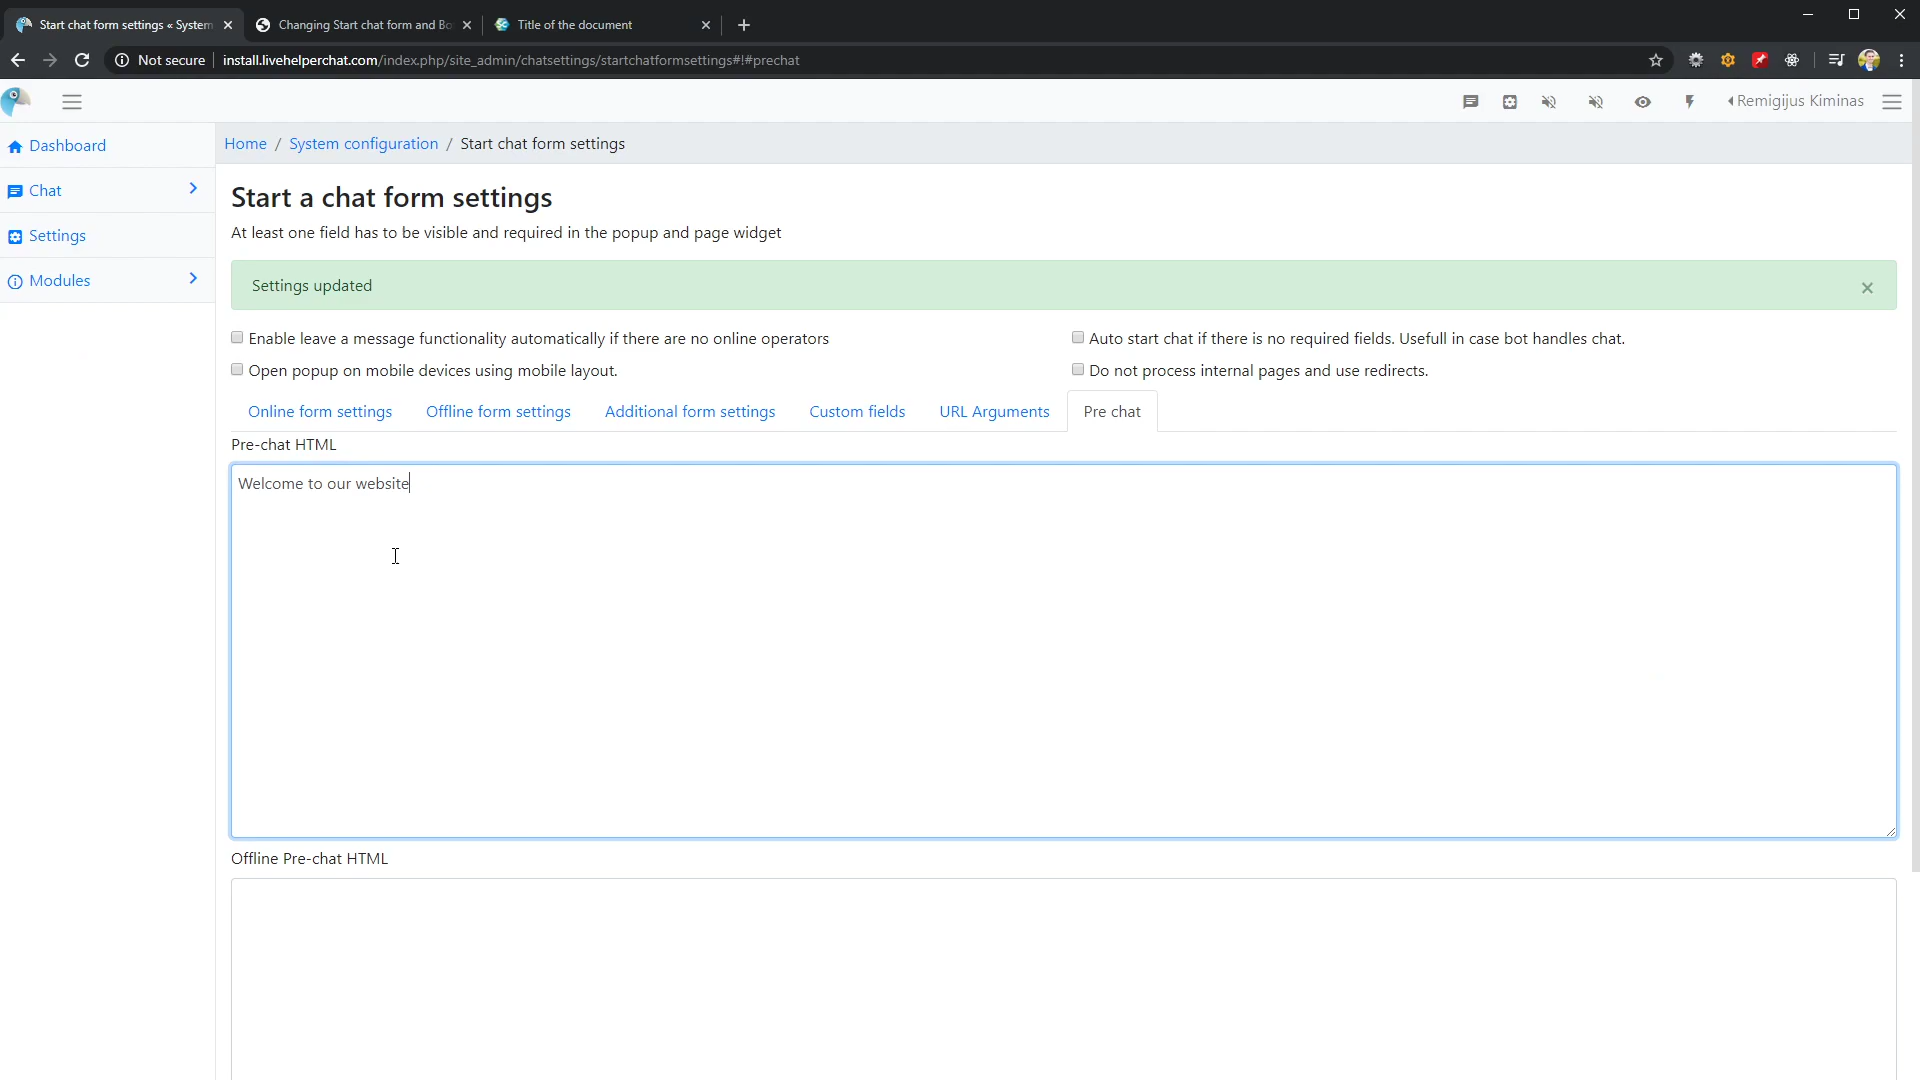 Start chat form settings « System
Changing Start chat form and Bo
Title of the document
Not secure
install.livehelperchat.com/index.php/site_admin/chatsettings/startchatformsettings#!#prechat
Remigijus Kiminas
Dashboard
Chat
Settings
Modules
Home / System configuration / Start chat form settings
Start a chat form settings
At least one field has to be visible and required in the popup and page widget
Settings updated
Enable leave a message functionality automatically if there are no online operators
Auto start chat if there is no required fields. Usefull in case bot handles chat.
Open popup on mobile devices using mobile layout.
Do not process internal pages and use redirects.
Online form settings
Offline form settings
Additional form settings
Custom fields
URL Arguments
Pre chat
Pre-chat HTML
Welcome to our website
Offline Pre-chat HTML